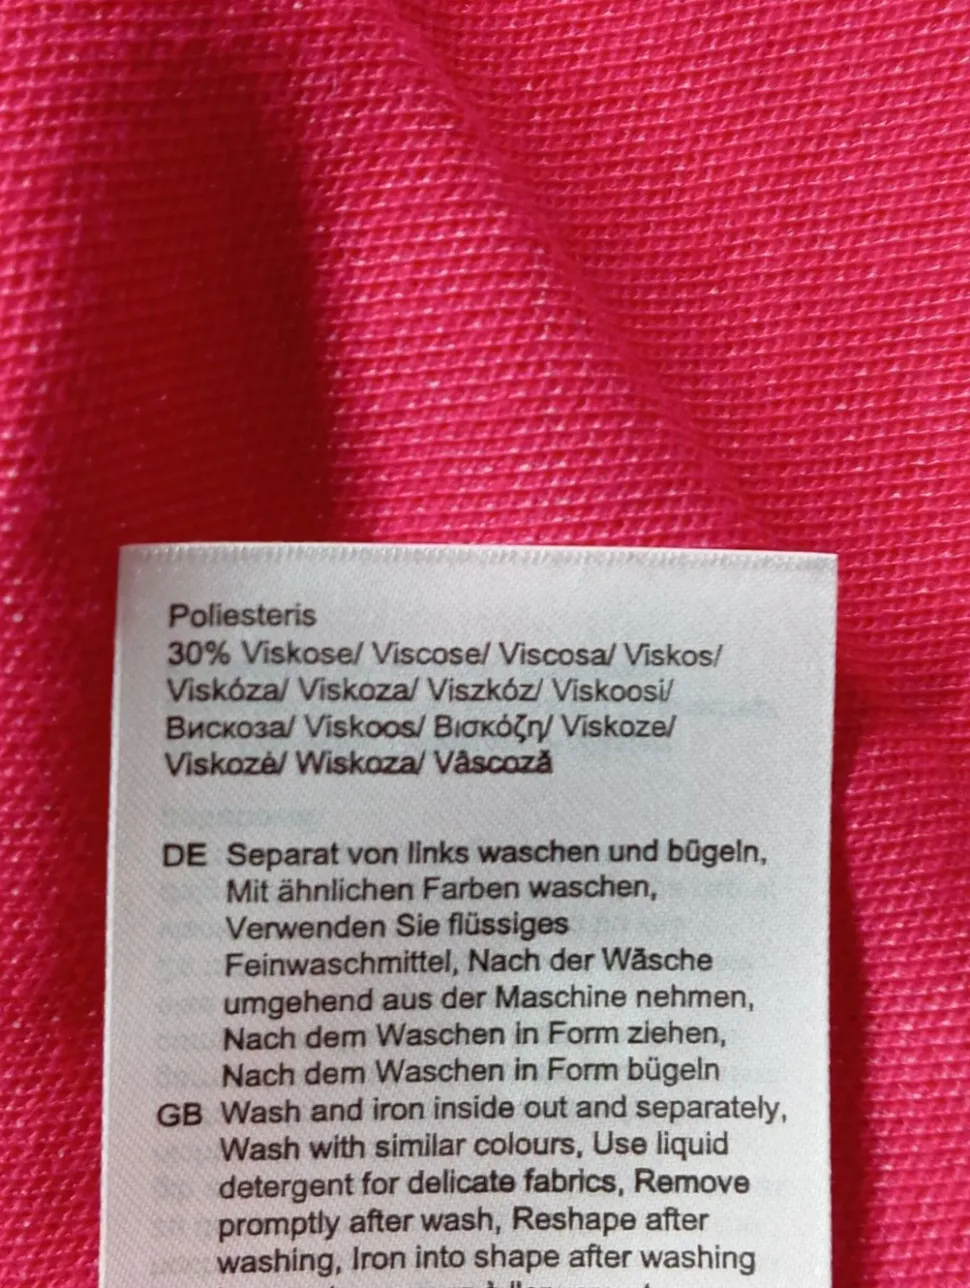 Poliesteris
30% Viskose/ Viscose/ Viscosa/ Viskos/
Viskóza/ Viskoza/ Viszkóz/ Viskoosi/
Вискоза/ Viskoos/ Βισκόζη/ Viskoze/
Viskozė/ Wiskoza/ Vâscoză
DE Separat von links waschen und bügeln,
Mit ähnlichen Farben waschen,
Verwenden Sie flüssiges
Feinwaschmittel, Nach der Wäsche
umgehend aus der Maschine nehmen,
Nach dem Waschen in Form ziehen,
Nach dem Waschen in Form bügeln
GB Wash and iron inside out and separately,
Wash with similar colours, Use liquid
detergent for delicate fabrics, Remove
promptly after wash, Reshape after
washing, Iron into shape after washing